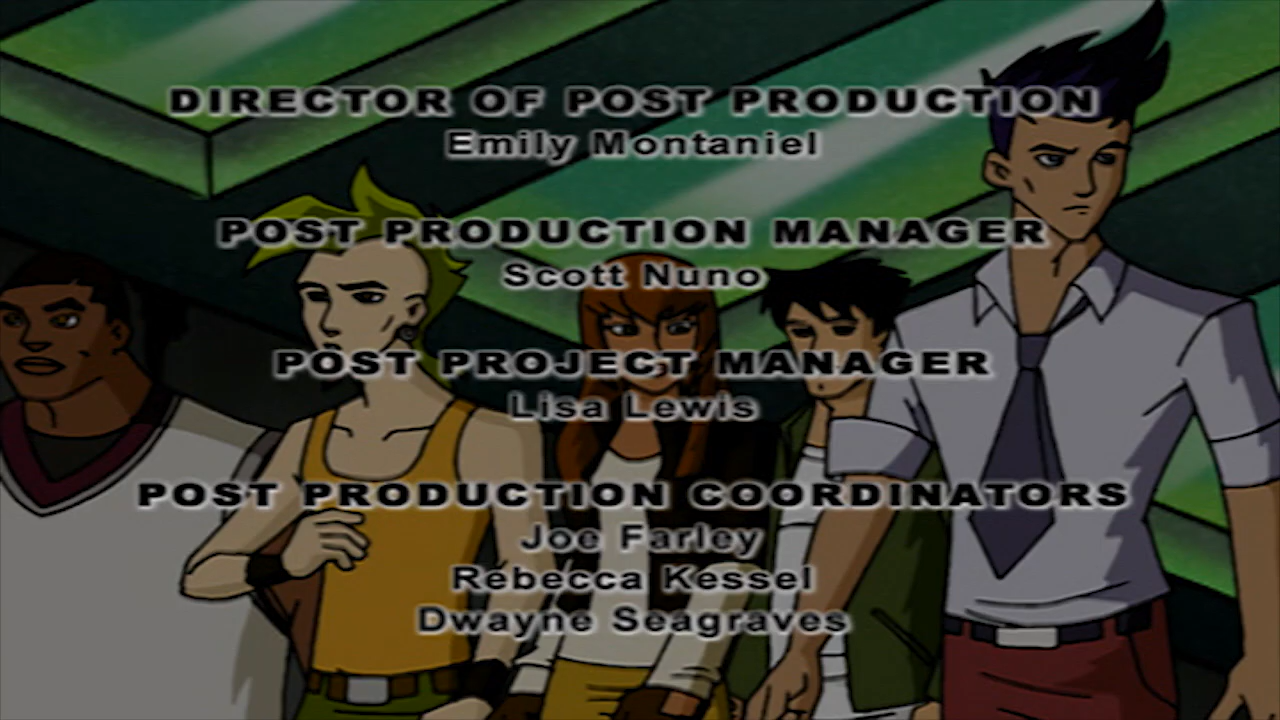 DIRECTOR OF POST PRODUCTION
Emily Montaniel
POST PRODUCTION MANAGER
Scott Nuno
POST PROJECT MANAGER
Lisa Lewis
POST PRODUCTION COORDINATORS
Joe Farley
Rebecca Kessel
Dwayne Seagraves